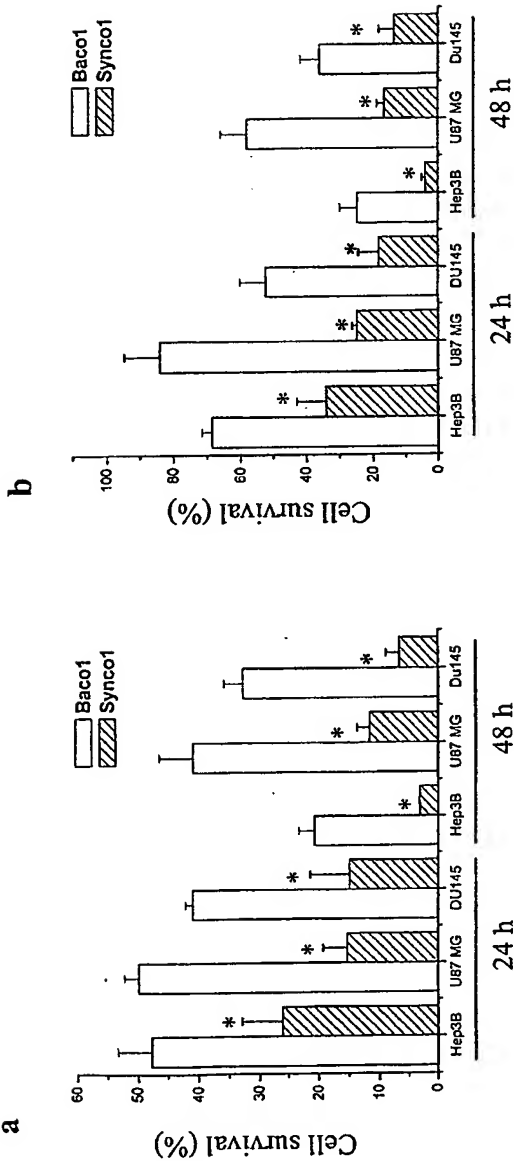 a
Baco1
Synco1
Cell survival (%)
60
50
40
30
20
10
0
Hep3B
U87 MG
DU145
Hep3B
U87 MG
Du145
24 h
48 h
b
Baco1
Synco1
Cell survival (%)
100
80
60
40
20
0
Hep3B
U87 MG
DU145
Hep3B
U87 MG
Du145
24 h
48 h